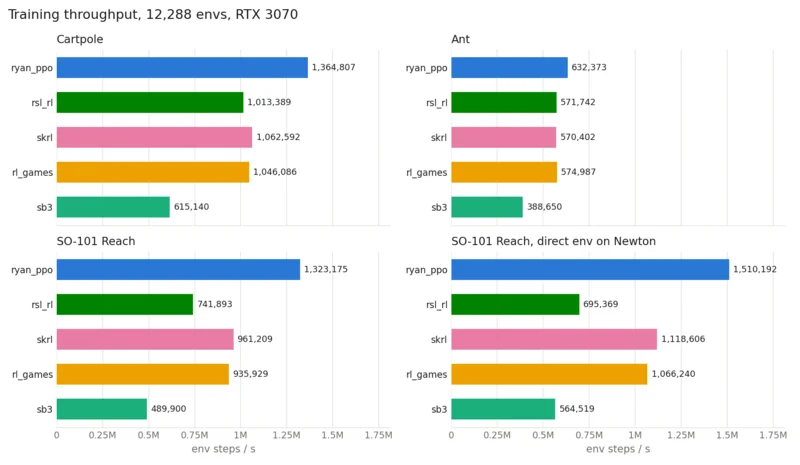 Training throughput, 12,288 envs, RTX 3070
Cartpole
ryan_ppo 1,364,807
rsl_rl 1,013,389
skrl 1,062,592
rl_games 1,046,086
sb3 615,140
Ant
ryan_ppo 632,373
rsl_rl 571,742
skrl 570,402
rl_games 574,987
sb3 388,650
SO-101 Reach
ryan_ppo 1,323,175
rsl_rl 741,893
skrl 961,209
rl_games 935,929
sb3 489,900
0 0.25M 0.5M 0.75M 1M 1.25M 1.5M 1.75M
env steps / s
SO-101 Reach, direct env on Newton
ryan_ppo 1,510,192
rsl_rl 695,369
skrl 1,118,606
rl_games 1,066,240
sb3 564,519
0 0.25M 0.5M 0.75M 1M 1.25M 1.5M 1.75M
env steps / s